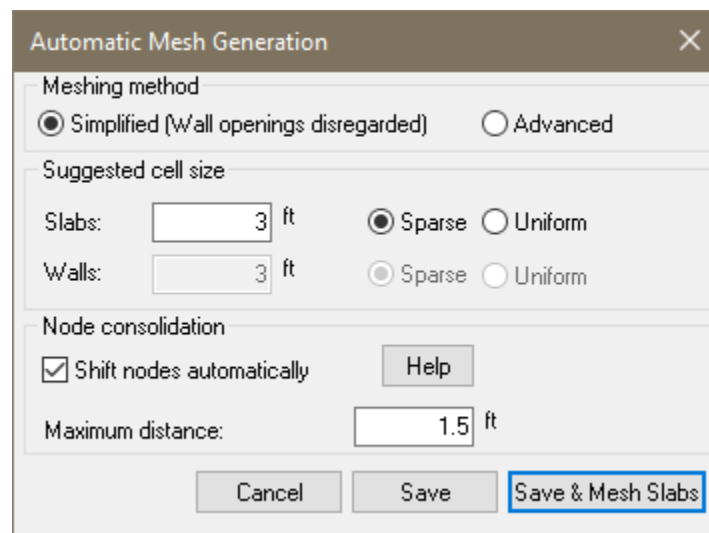 Automatic Mesh Generation
Meshing method
Simplified (Wall openings disregarded) Advanced
Suggested cell size
Slabs: 3 ft Sparse Uniform
Walls: 3 ft Sparse Uniform
Node consolidation
Shift nodes automatically Help
Maximum distance: 1.5 ft
Cancel Save Save & Mesh Slabs